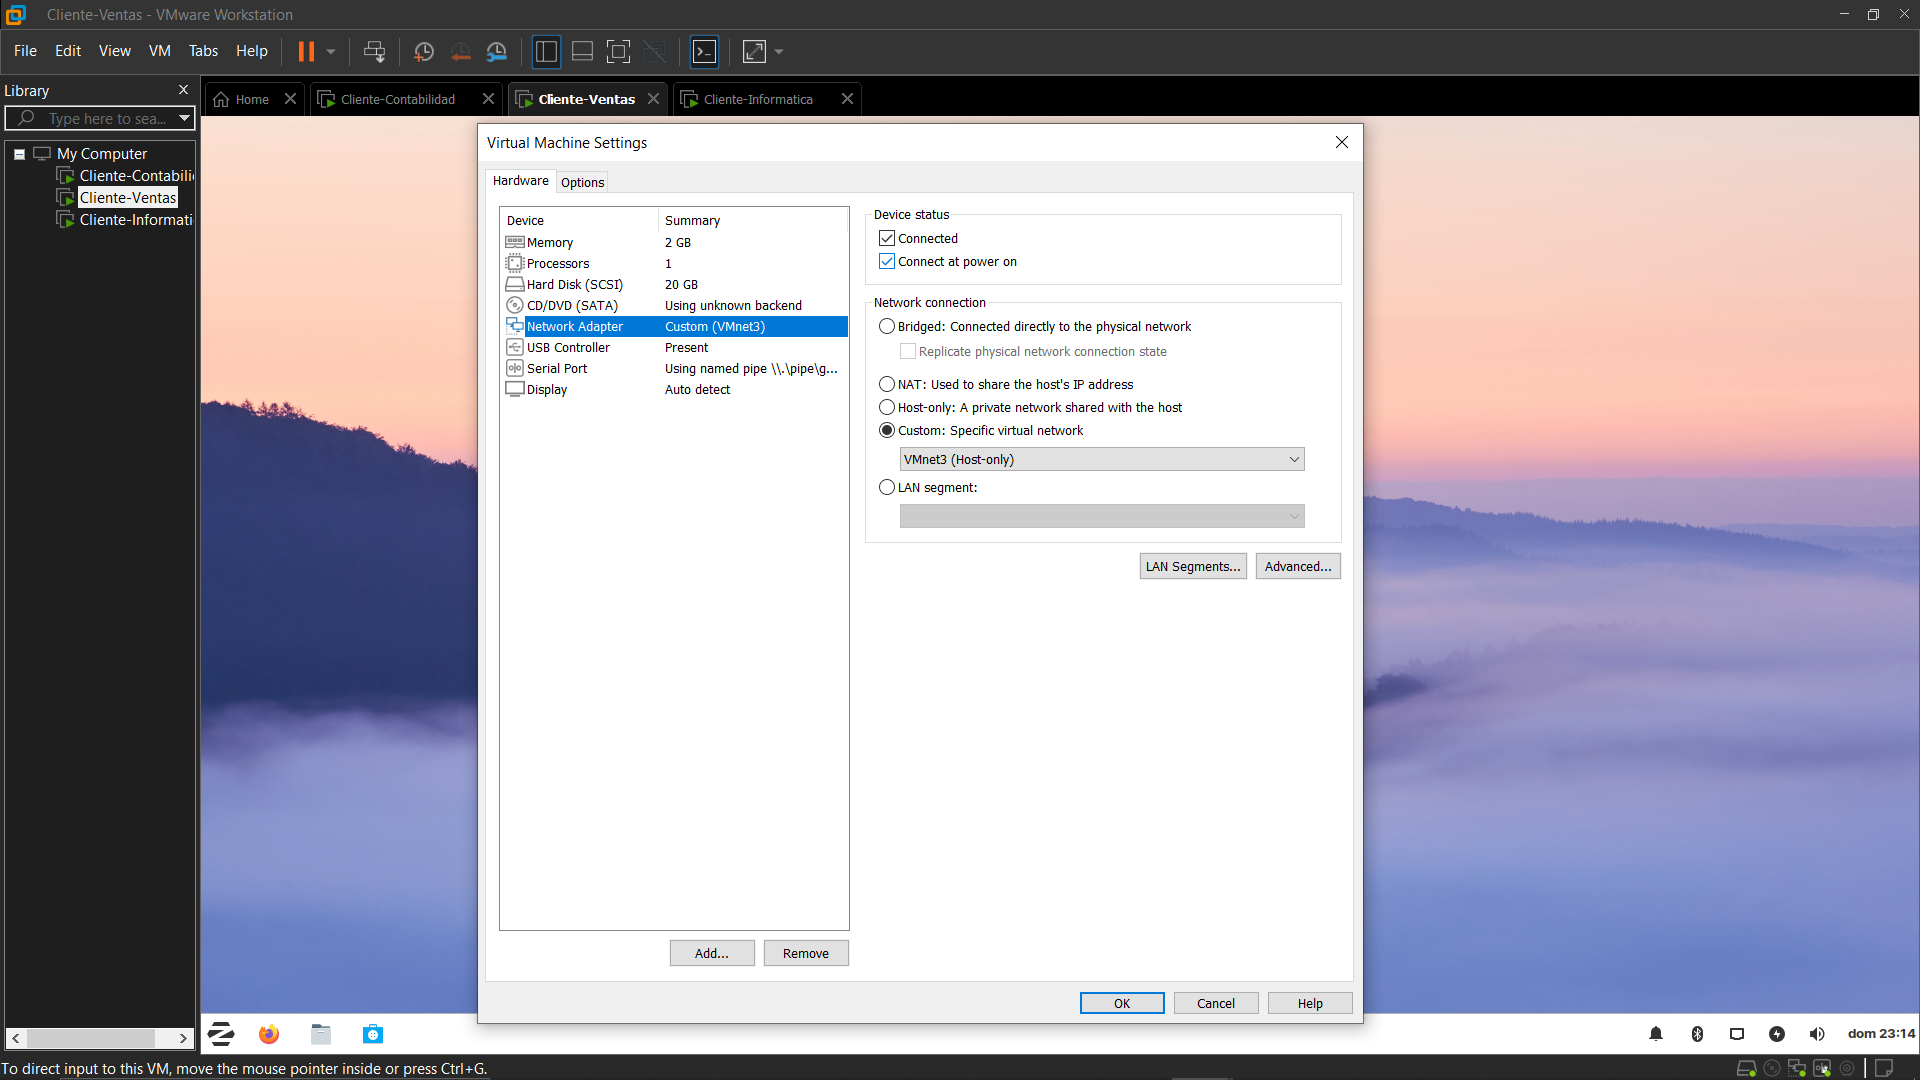 Cliente-Ventas - VMware Workstation
File Edit View VM Tabs Help
Library
Type here to sea...
My Computer
Cliente-Contabili
Cliente-Ventas
Cliente-Informati
Home Cliente-Contabilidad Cliente-Ventas Cliente-Informatica
Virtual Machine Settings
Hardware Options
Device Summary
Memory 2 GB
Processors 1
Hard Disk (SCSI) 20 GB
CD/DVD (SATA) Using unknown backend
Network Adapter Custom (VMnet3)
USB Controller Present
Serial Port Using named pipe \\.\pipe\g...
Display Auto detect
Add... Remove
Device status
Connected
Connect at power on
Network connection
Bridged: Connected directly to the physical network
Replicate physical network connection state
NAT: Used to share the host's IP address
Host-only: A private network shared with the host
Custom: Specific virtual network
VMnet3 (Host-only)
LAN segment:
LAN Segments... Advanced...
OK Cancel Help
dom 23:14
To direct input to this VM, move the mouse pointer inside or press Ctrl+G.